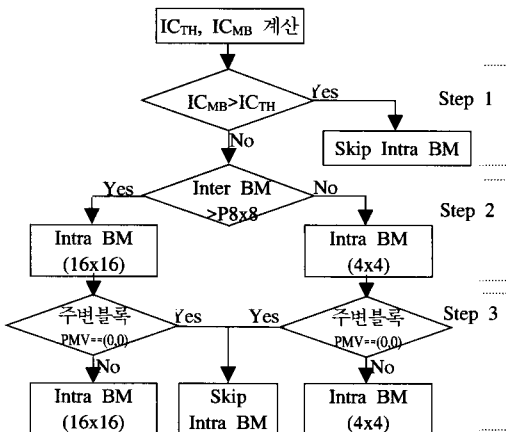 IC_TH, IC_MB 계산
IC_MB>IC_TH
Yes
Step 1
No
Skip Intra BM
Inter BM
>P8x8
Yes
No
Step 2
Intra BM
(16x16)
Intra BM
(4x4)
주변블록
PMV==(0,0)
Yes
Yes
주변블록
PMV==(0,0)
Step 3
No
No
Intra BM
(16x16)
Skip
Intra BM
Intra BM
(4x4)